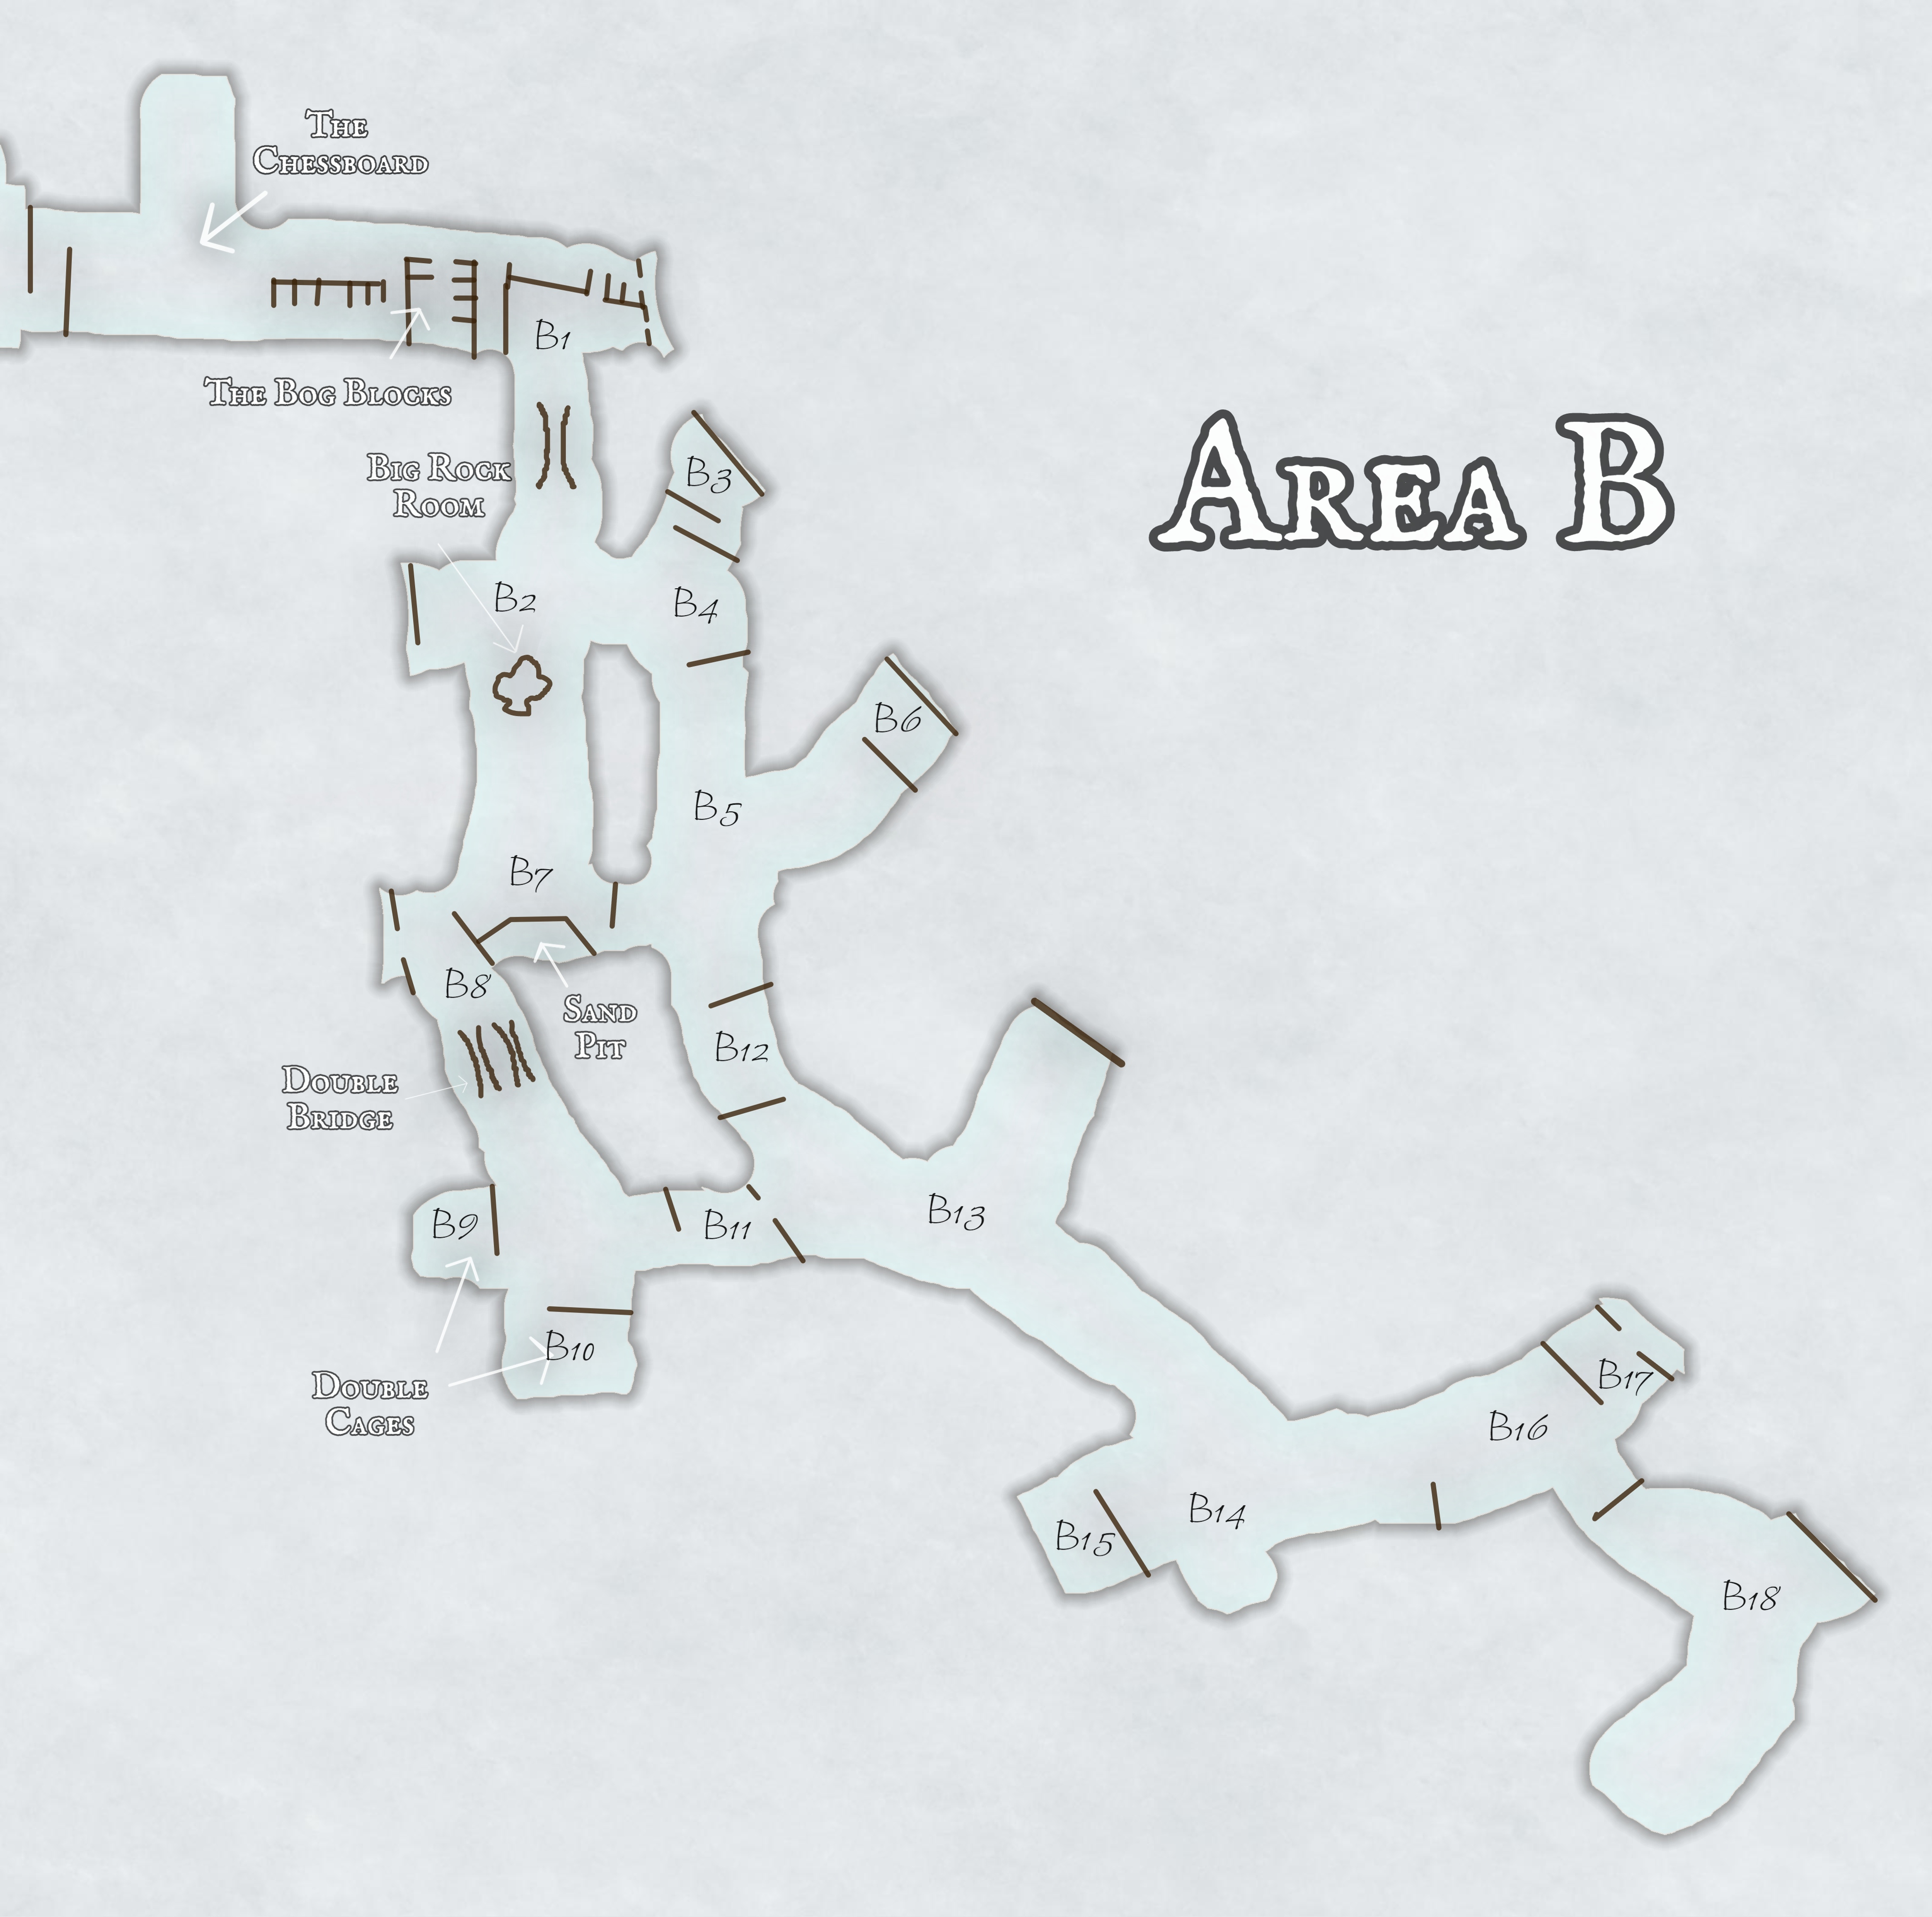 The
Chessboard
B1
The Bog Blocks
Area B
Big Rock
Room
B3
B2
B4
B6
B5
B7
B8
Sand
Pit
B12
Double
Bridge
B9
B11
B13
B10
Double
Cages
B17
B16
B14
B15
B18